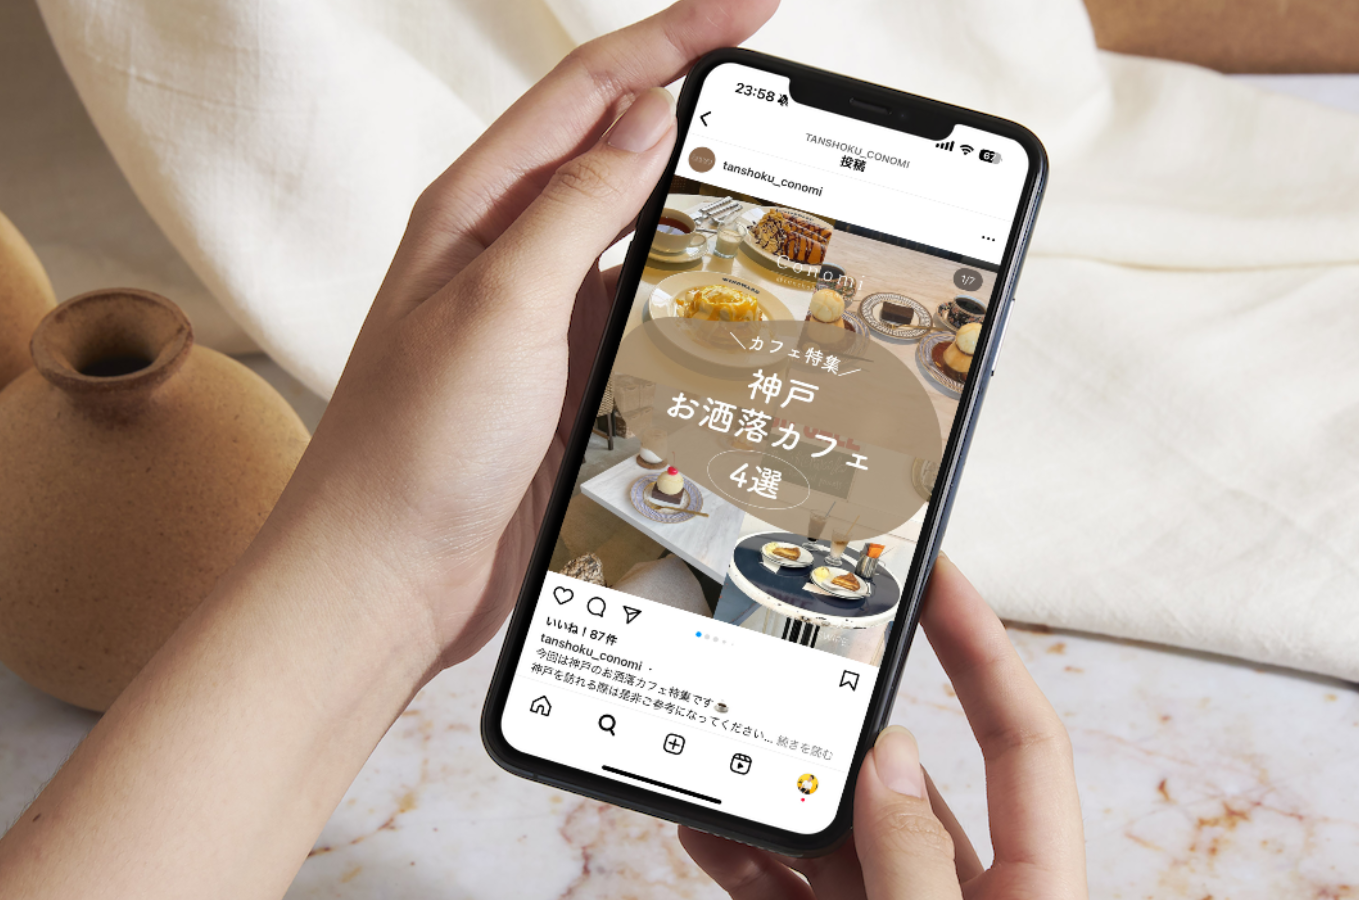 23:58
67
TANSHOKU_CONOMI
投稿
tanshoku_conomi
Conomi
1/7
＼カフェ特集／
神戸
お洒落カフェ
4選
いいね！87件
tanshoku_conomi
今回は神戸のお洒落カフェ特集です☕
神戸を訪れる際は是非ご参考になってください... 続きを読む